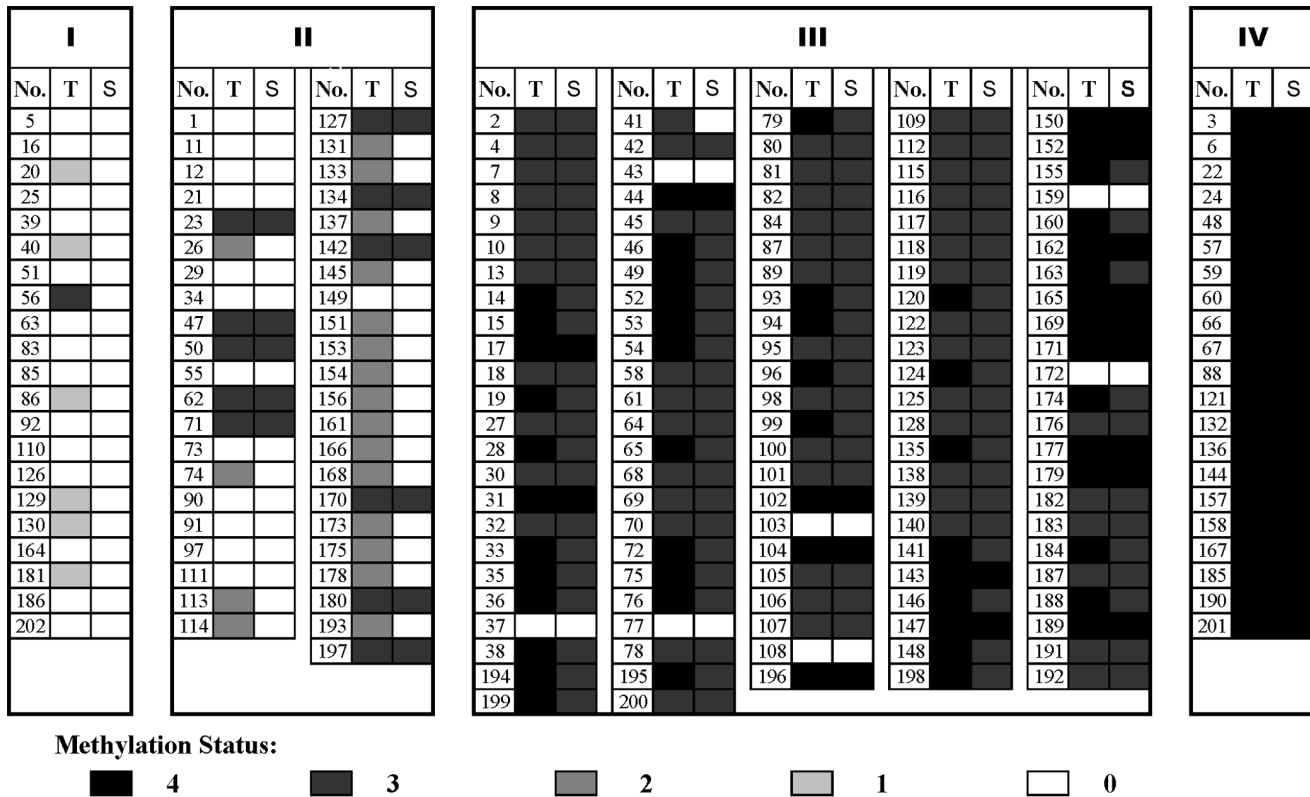 I II III IV
No. T S No. T S No. T S No. T S No. T S No. T S No. T S No. T S No. T S
5 1 127 2 41 79 109 150 3
16 11 131 4 42 80 112 152 6
20 12 133 7 43 81 115 155 22
25 21 134 8 44 82 116 159 24
39 23 137 9 45 84 117 160 48
40 26 142 10 46 87 118 162 57
51 29 145 13 49 89 119 163 59
56 34 149 14 52 93 120 165 60
63 47 151 15 53 94 122 169 66
83 50 153 17 54 95 123 171 67
85 55 154 18 58 96 124 172 88
86 62 156 19 61 98 125 174 121
92 71 161 27 64 99 128 176 132
110 73 166 28 65 100 135 177 136
126 74 168 30 68 101 138 179 144
129 90 170 31 69 102 139 182 157
130 91 173 32 70 103 140 183 158
164 97 175 33 72 104 141 184 167
181 111 178 35 75 105 143 187 185
186 113 180 36 76 106 146 188 190
202 114 193 37 77 107 147 189 201
197 38 78 108 148 191
194 195 196 198 192
199 200
Methylation Status:
4 3 2 1 0